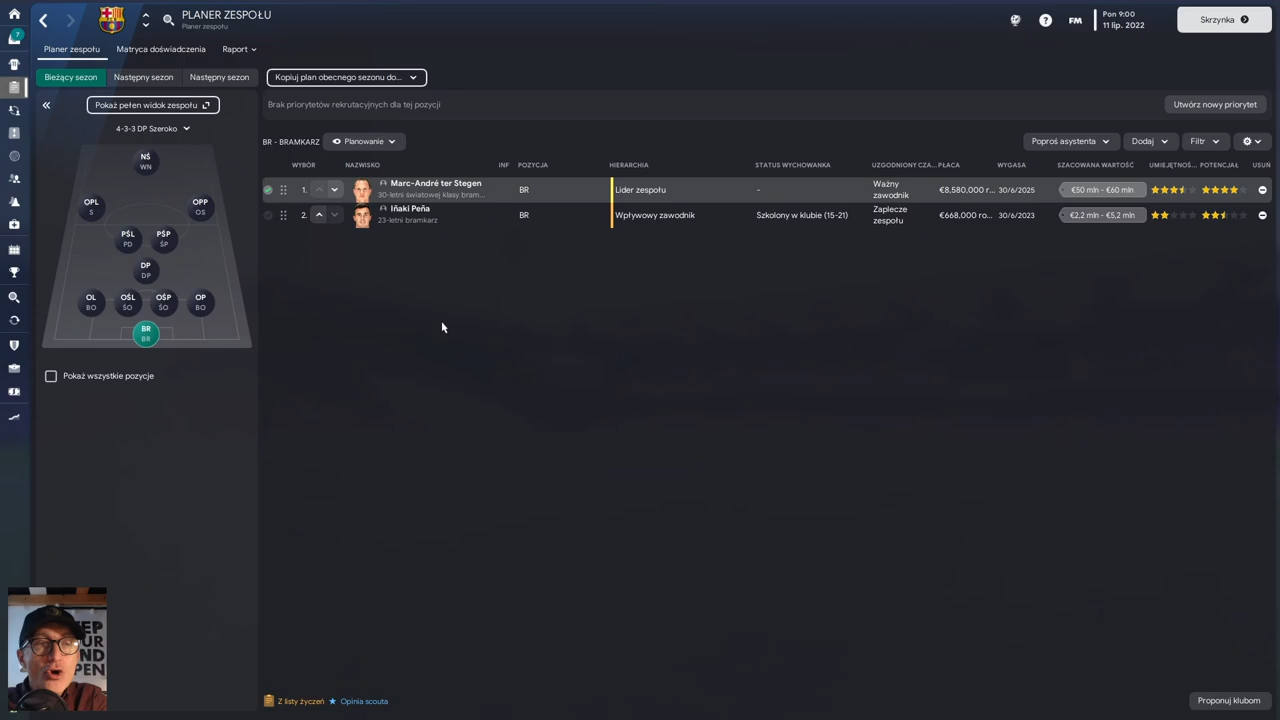 PLANER ZESPOŁU
Planer zespołu
Pon 9:00
11 lip. 2022
FM
Skrzynka
7
Planer zespołu
Matryca doświadczenia
Raport
Bieżący sezon
Następny sezon
Następny sezon
Kopiuj plan obecnego sezonu do...
Pokaż pełen widok zespołu
Brak priorytetów rekrutacyjnych dla tej pozycji
Utwórz nowy priorytet
4-3-3 DP Szeroko
BR - BRAMKARZ
Planowanie
Poproś asystenta
Dodaj
Filtr
WYBÓR
NAZWISKO
INF
POZYCJA
HIERARCHIA
STATUS WYCHOWANKA
UZGODNIONY CZA...
PŁACA
WYGASA
SZACOWANA WARTOŚĆ
UMIEJĘTNOŚ...
POTENCJAŁ
USUŃ
1.
Marc-André ter Stegen
30-letni światowej klasy bram...
BR
Lider zespołu
-
Ważny
zawodnik
€8,580,000 r...
30/6/2025
€50 mln - €60 mln
2.
Iñaki Peña
23-letni bramkarz
BR
Wpływowy zawodnik
Szkolony w klubie (15-21)
Zaplecze
zespołu
€668,000 ro...
30/6/2023
€2,2 mln - €5,2 mln
NŚ
WN
OPL
S
OPP
OS
PŚL
PD
PŚP
ŚP
DP
DP
OL
BO
OŚL
ŚO
OŚP
ŚO
OP
BO
BR
BR
Pokaż wszystkie pozycje
Z listy życzeń
Opinia scouta
Proponuj klubom